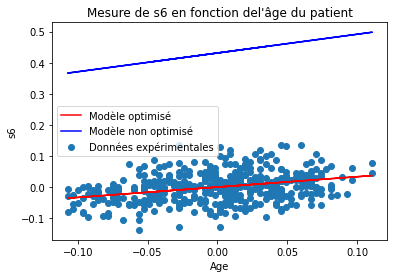 Mesure de s6 en fonction del'âge du patient
0.5
0.4
0.3
0.2
0.1
0.0
−0.1
s6
Modèle optimisé
Modèle non optimisé
Données expérimentales
−0.10
−0.05
0.00
0.05
0.10
Age